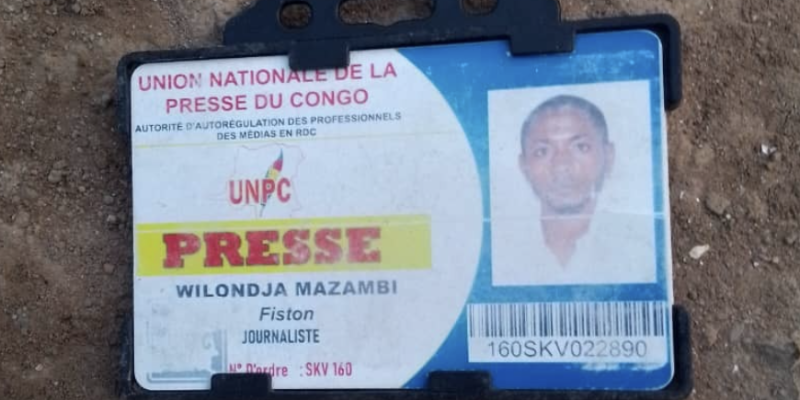 UNION NATIONALE DE LA
PRESSE DU CONGO
AUTORITÉ D'AUTORÉGULATION DES PROFESSIONNELS
DES MÉDIAS EN RDC
UNPC
PRESSE
WILONDJA MAZAMBI
Fiston
JOURNALISTE
N° D'ordre : SKV 160
160SKV022890